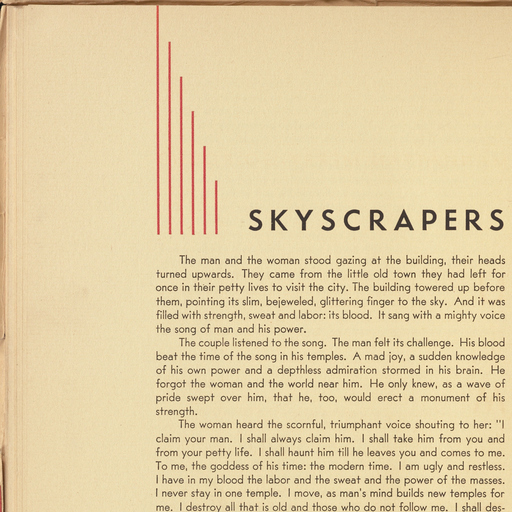 SKYSCRAPERS
The man and the woman stood gazing at the building, their heads
turned upwards. They came from the little old town they had left for
once in their petty lives to visit the city. The building towered up before
them, pointing its slim, bejeweled, glittering finger to the sky. And it was
filled with strength, sweat and labor: its blood. It sang with a mighty voice
the song of man and his power.
The couple listened to the song. The man felt its challenge. His blood
beat the time of the song in his temples. A mad joy, a sudden knowledge
of his own power and a depthless admiration stormed in his brain. He
forgot the woman and the world near him. He only knew, as a wave of
pride swept over him, that he, too, would erect a monument of his
strength.
The woman heard the scornful, triumphant voice shouting to her: "I
claim your man. I shall always claim him. I shall take him from you and
from your petty life. I shall haunt him till he leaves you and comes to me.
To me, the goddess of his time: the modern time. I am ugly and restless.
I have in my blood the labor and the sweat and the power of the masses.
I never stay in one temple. I move, as man's mind builds new temples for
me. I destroy all that is old and those who do not follow me. I shall des-